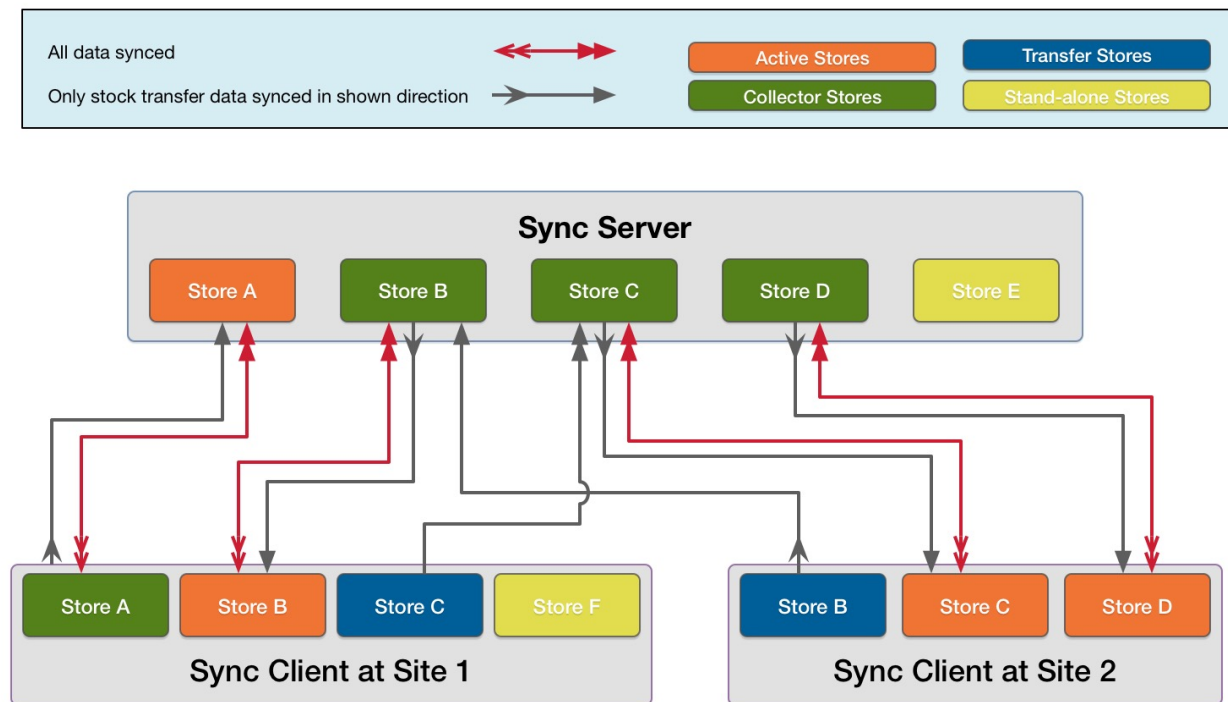 All data synced
Only stock transfer data synced in shown direction
Active Stores
Transfer Stores
Collector Stores
Stand-alone Stores
Sync Server
Store A
Store B
Store C
Store D
Store E
Store A
Store B
Store C
Store F
Sync Client at Site 1
Store B
Store C
Store D
Sync Client at Site 2